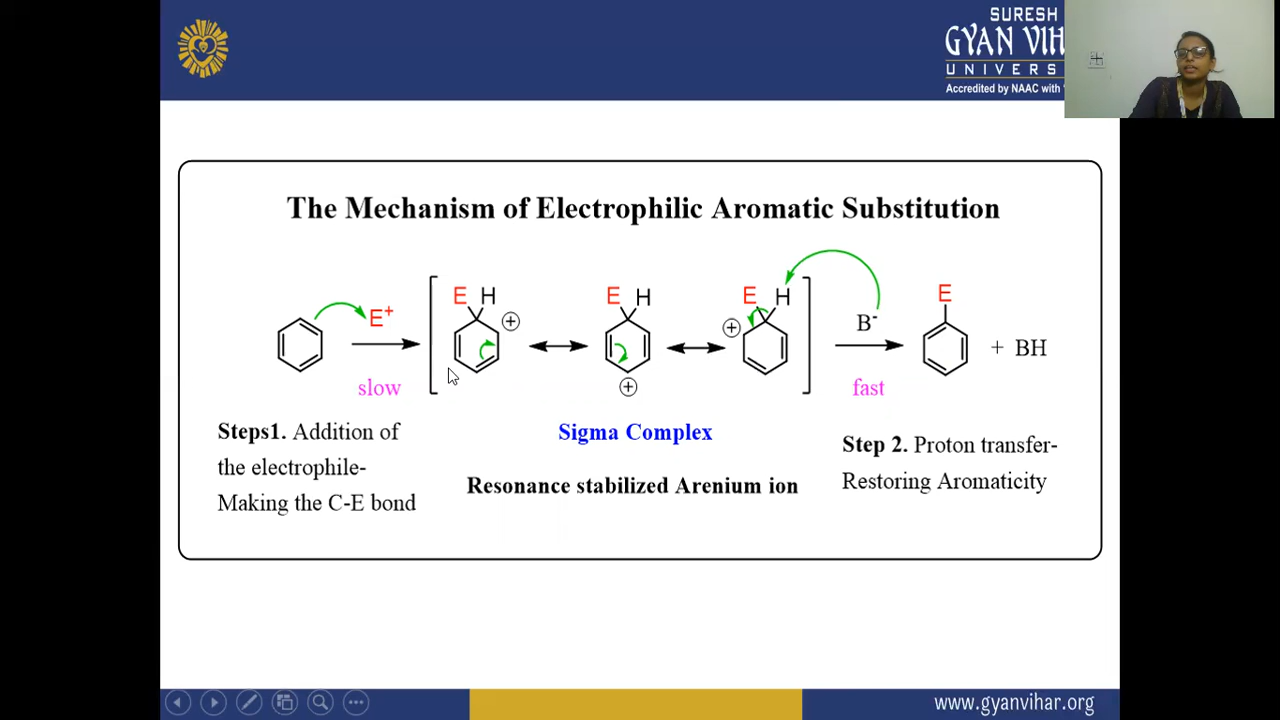 SURESH
GYAN VIH
UNIVERS
Accredited by NAAC with
The Mechanism of Electrophilic Aromatic Substitution
E H E H E H E
E+ B-
+ BH
slow fast
Steps1. Addition of
the electrophile-
Making the C-E bond
Sigma Complex
Resonance stabilized Arenium ion
Step 2. Proton transfer-
Restoring Aromaticity
www.gyanvihar.org